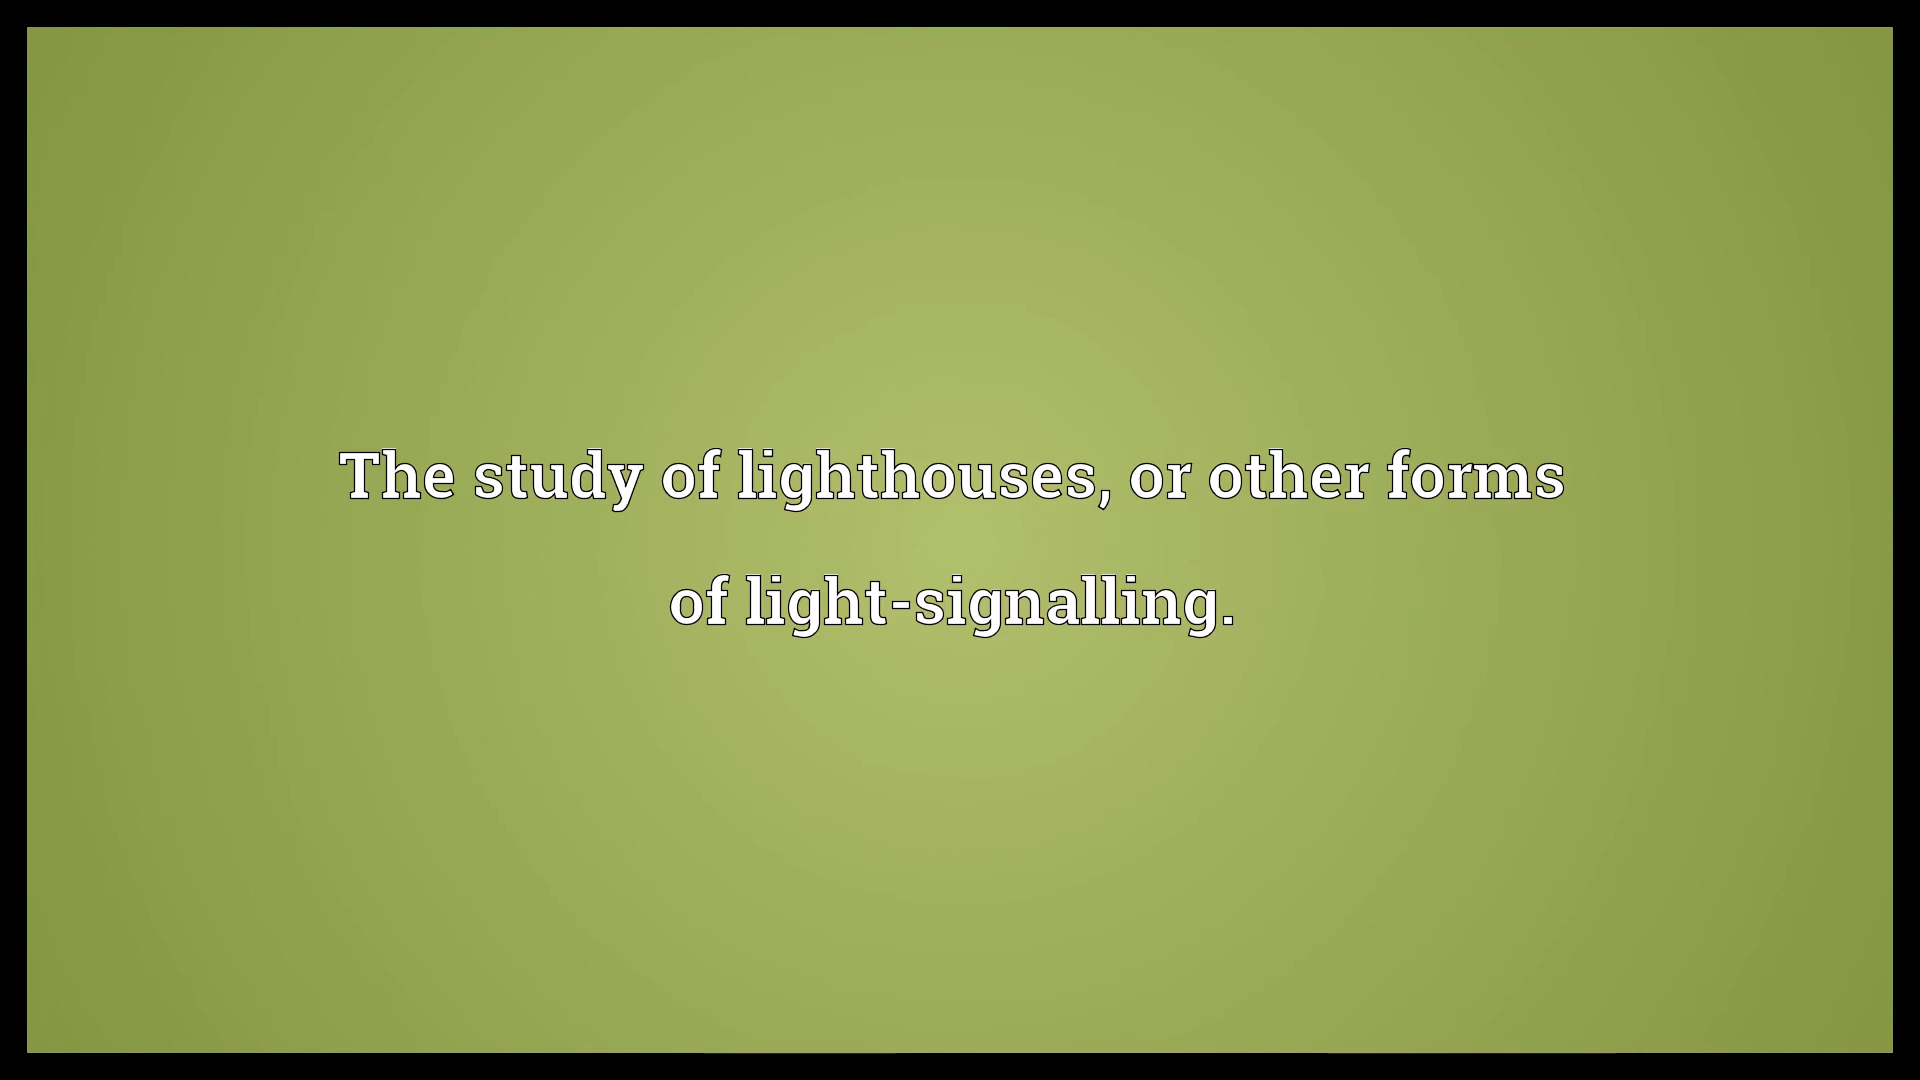 The study of lighthouses, or other forms
of light-signalling.